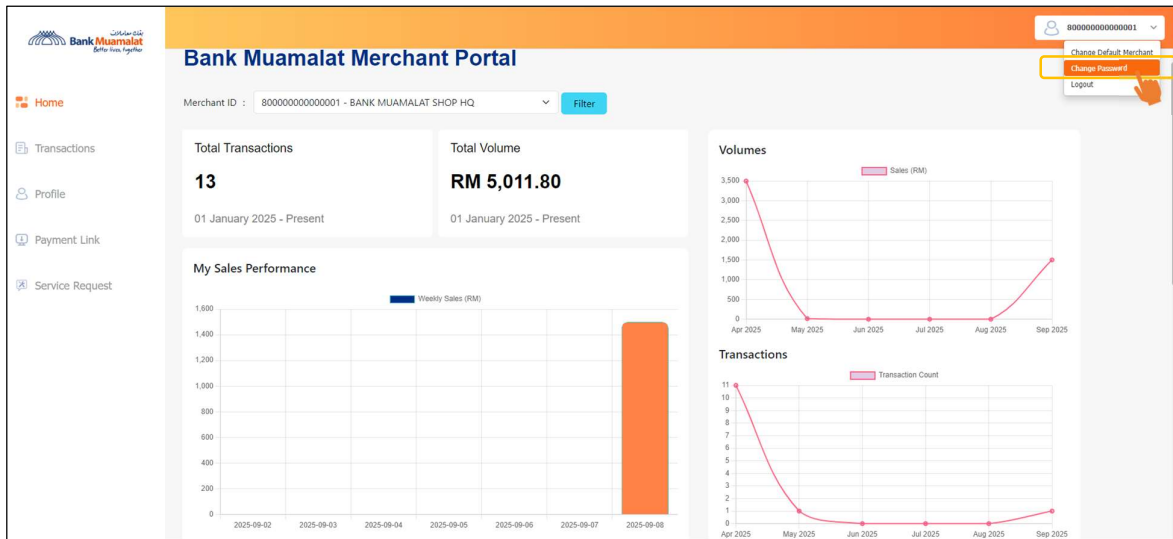 بنك معاملات
Bank Muamalat
Better lives, together
800000000000001
Change Default Merchant
Change Password
Logout
Bank Muamalat Merchant Portal
Home
Transactions
Profile
Payment Link
Service Request
Merchant ID :
800000000000001 - BANK MUAMALAT SHOP HQ
Filter
Total Transactions
13
01 January 2025 - Present
Total Volume
RM 5,011.80
01 January 2025 - Present
My Sales Performance
Weekly Sales (RM)
1,600
1,400
1,200
1,000
800
600
400
200
0
2025-09-02 2025-09-03 2025-09-04 2025-09-05 2025-09-06 2025-09-07 2025-09-08
Volumes
Sales (RM)
3,500
3,000
2,500
2,000
1,500
1,000
500
0
Apr 2025 May 2025 Jun 2025 Jul 2025 Aug 2025 Sep 2025
Transactions
Transaction Count
11
10
9
8
7
6
5
4
3
2
1
0
Apr 2025 May 2025 Jun 2025 Jul 2025 Aug 2025 Sep 2025